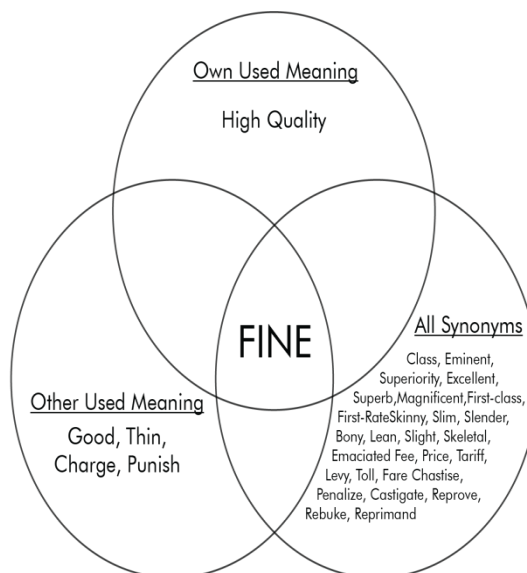 Own Used Meaning
High Quality
FINE
All Synonyms
Class, Eminent,
Superiority, Excellent,
Superb,Magnificent,First-class,
First-RateSkinny, Slim, Slender,
Bony, Lean, Slight, Skeletal,
Emaciated Fee, Price, Tariff,
Levy, Toll, Fare Chastise,
Penalize, Castigate, Reprove,
Rebuke, Reprimand
Other Used Meaning
Good, Thin,
Charge, Punish